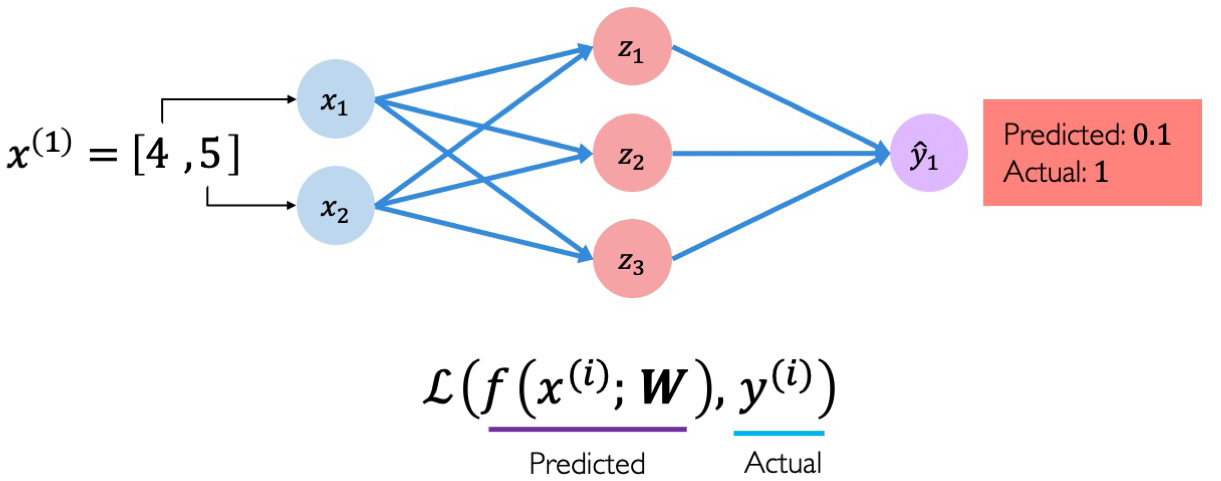 x^(1) = [4 ,5]
x₁
x₂
z₁
z₂
z₃
ŷ₁
Predicted: 0.1
Actual: 1
ℒ(f(x^(i); W), y^(i))
Predicted
Actual